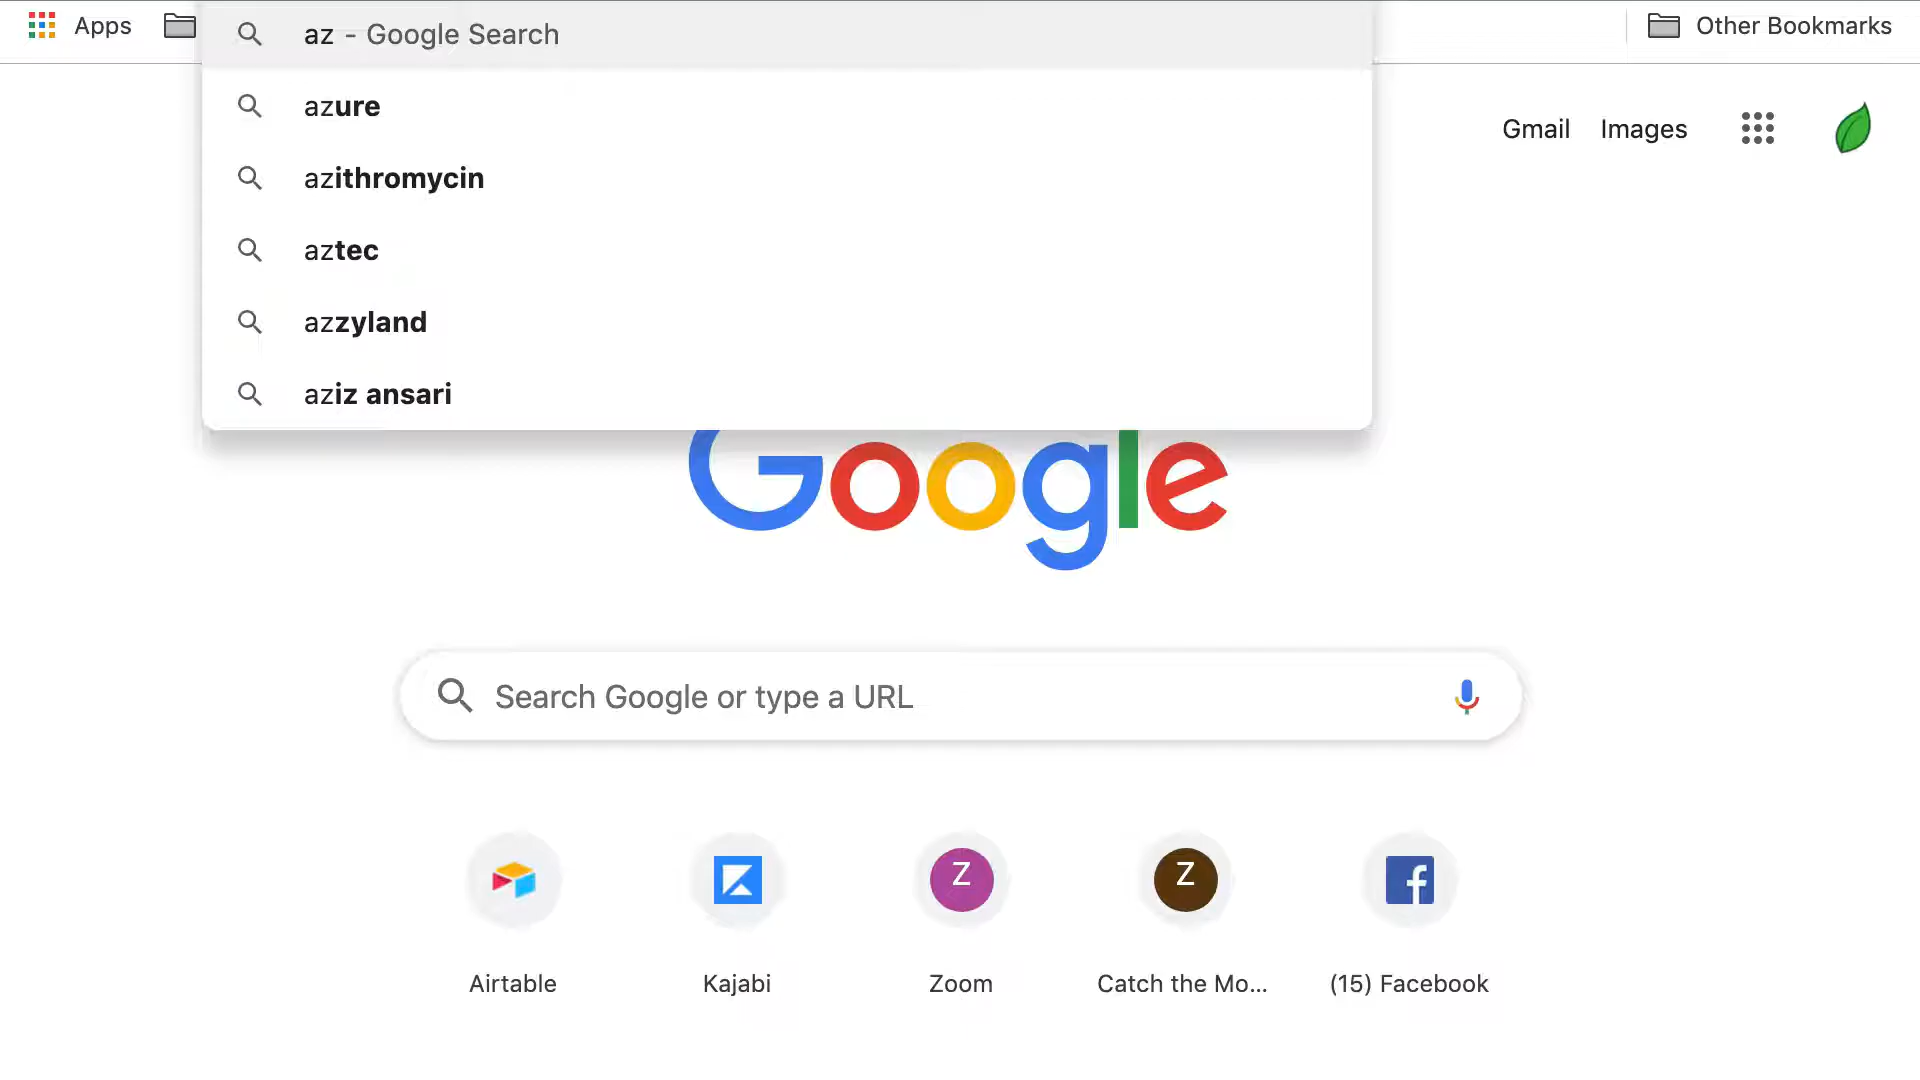 Apps
Other Bookmarks
az - Google Search
azure
azithromycin
aztec
azzyland
aziz ansari
Gmail
Images
Google
Search Google or type a URL
Z
Z
Airtable
Kajabi
Zoom
Catch the Mo...
(15) Facebook